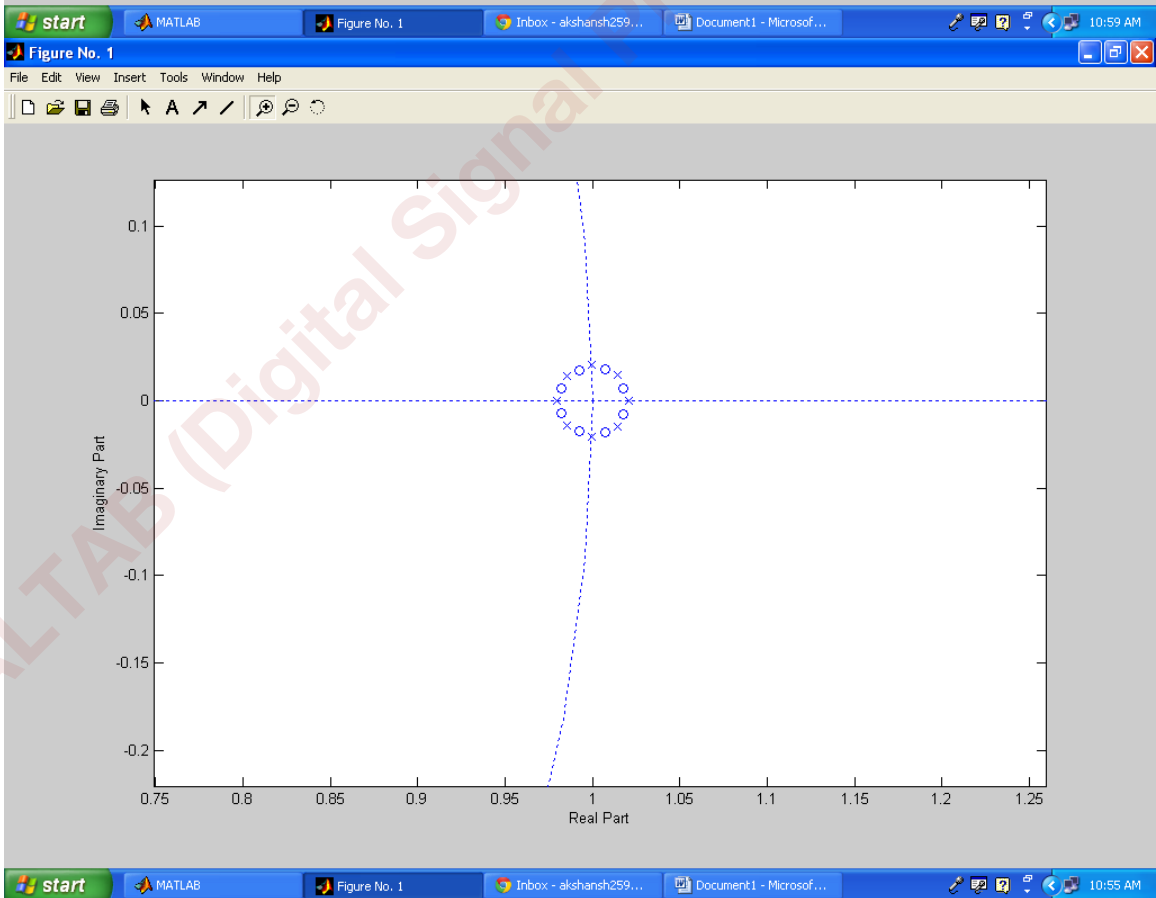 start MATLAB Figure No. 1 Inbox - akshansh259... Document1 - Microsof... 10:59 AM
Figure No. 1
File Edit View Insert Tools Window Help
A
0.1
0.05
0
-0.05
-0.1
-0.15
-0.2
Imaginary Part
0.75 0.8 0.85 0.9 0.95 1 1.05 1.1 1.15 1.2 1.25
Real Part
ALTAB (Digital Signal
start MATLAB Figure No. 1 Inbox - akshansh259... Document1 - Microsof... 10:55 AM